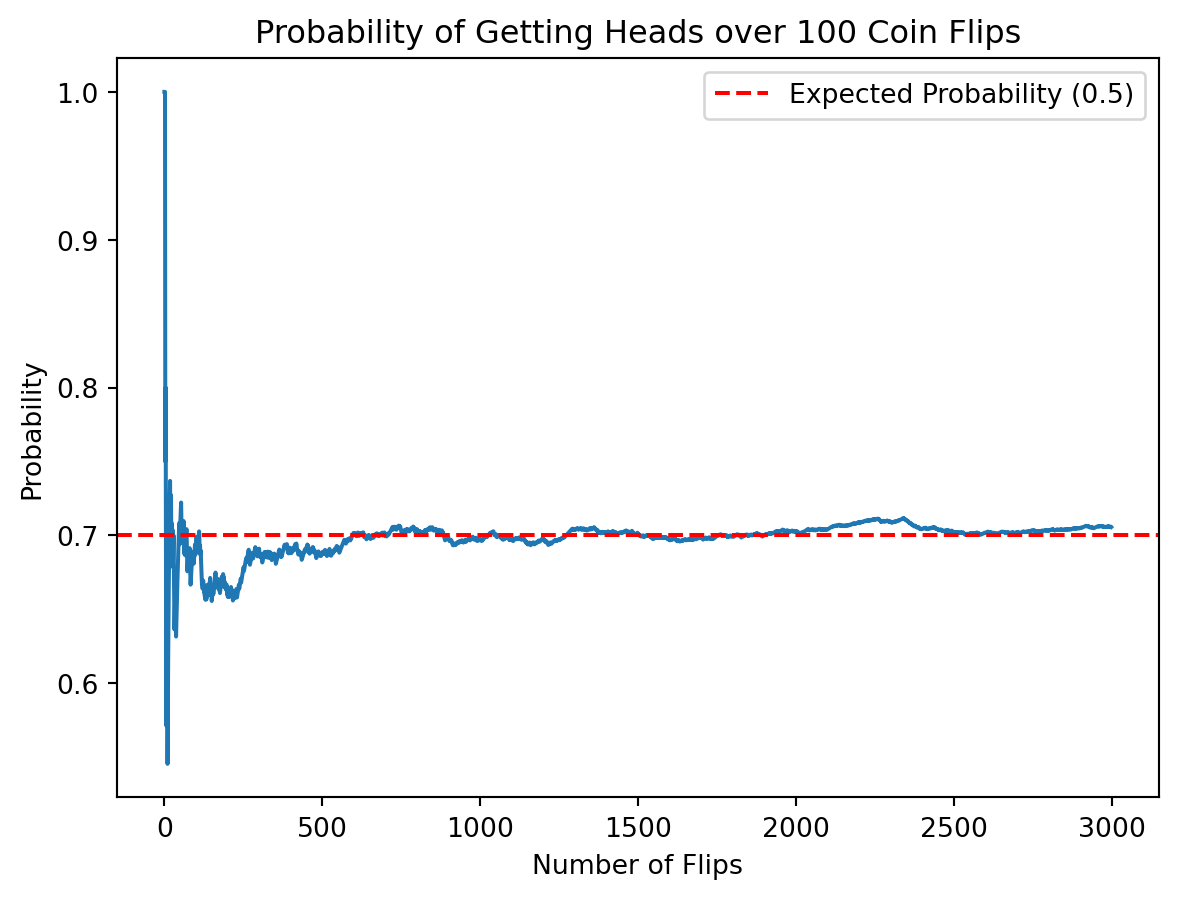 Probability of Getting Heads over 100 Coin Flips
Expected Probability (0.5)
1.0
0.9
0.8
0.7
0.6
Probability
0 500 1000 1500 2000 2500 3000
Number of Flips